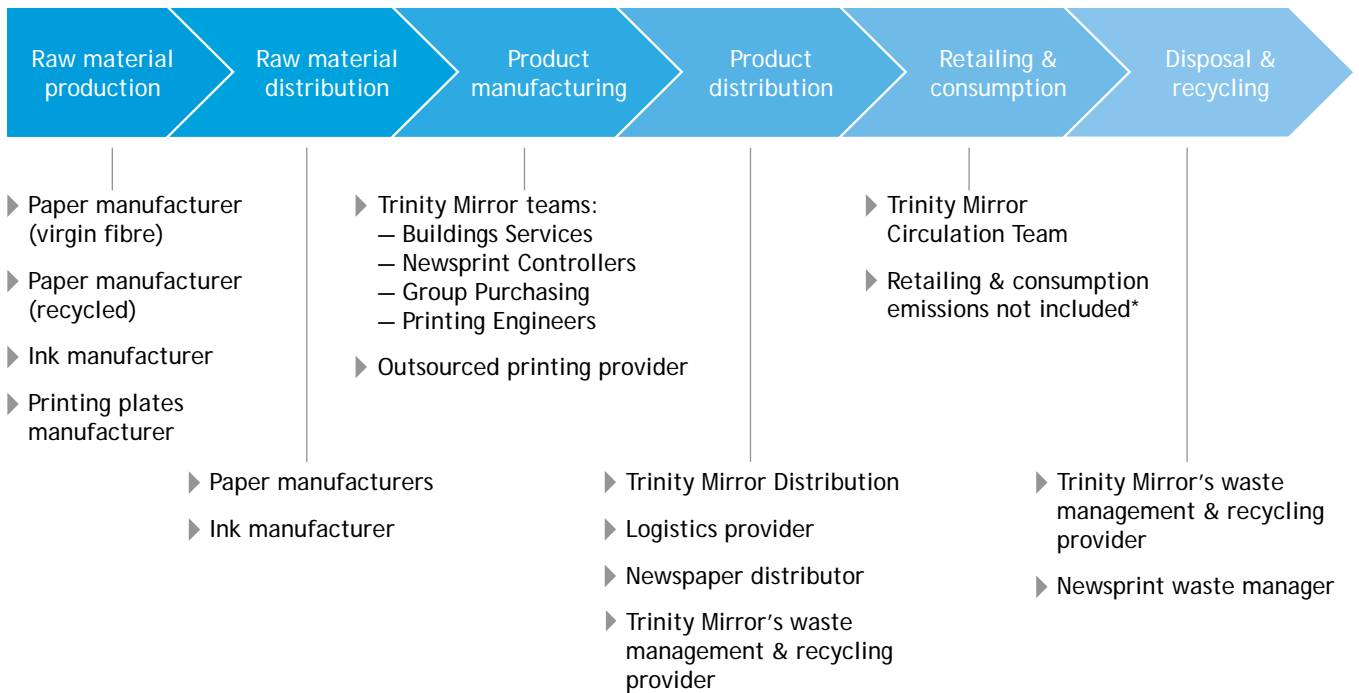 Raw material
production
Raw material
distribution
Product
manufacturing
Product
distribution
Retailing &
consumption
Disposal &
recycling
Paper manufacturer
(virgin fibre)
Paper manufacturer
(recycled)
Ink manufacturer
Printing plates
manufacturer
Paper manufacturers
Ink manufacturer
Trinity Mirror teams:
— Buildings Services
— Newsprint Controllers
— Group Purchasing
— Printing Engineers
Outsourced printing provider
Trinity Mirror Distribution
Logistics provider
Newspaper distributor
Trinity Mirror’s waste
management & recycling
provider
Trinity Mirror
Circulation Team
Retailing & consumption
emissions not included*
Trinity Mirror’s waste
management & recycling
provider
Newsprint waste manager